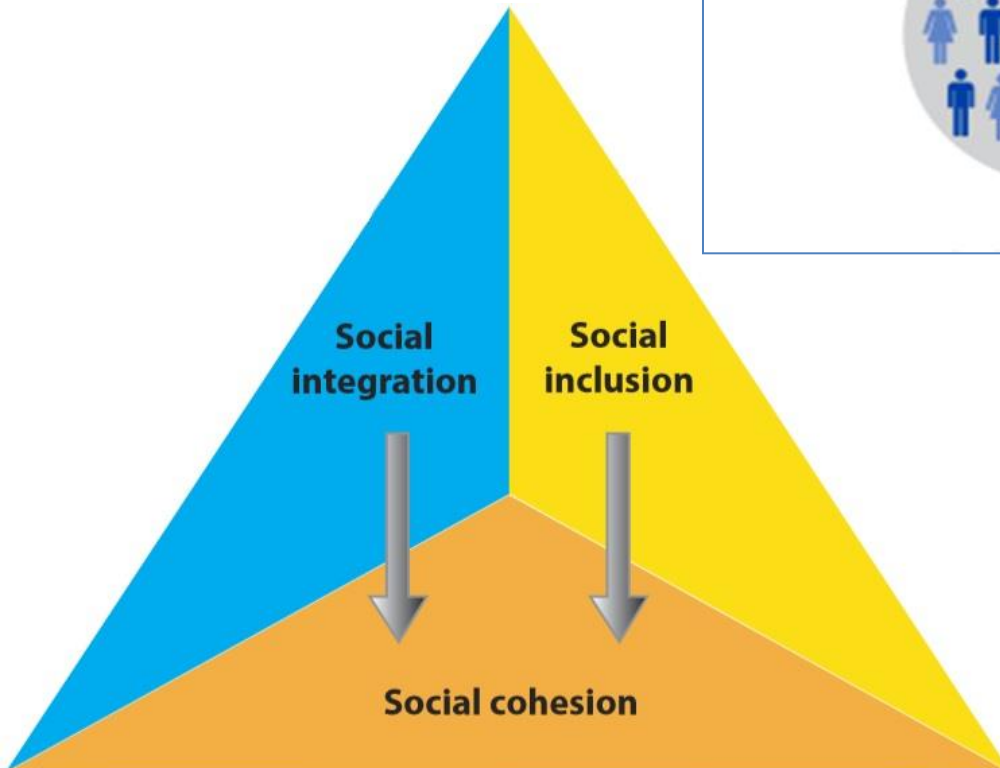 Social
integration
Social
inclusion
Social cohesion